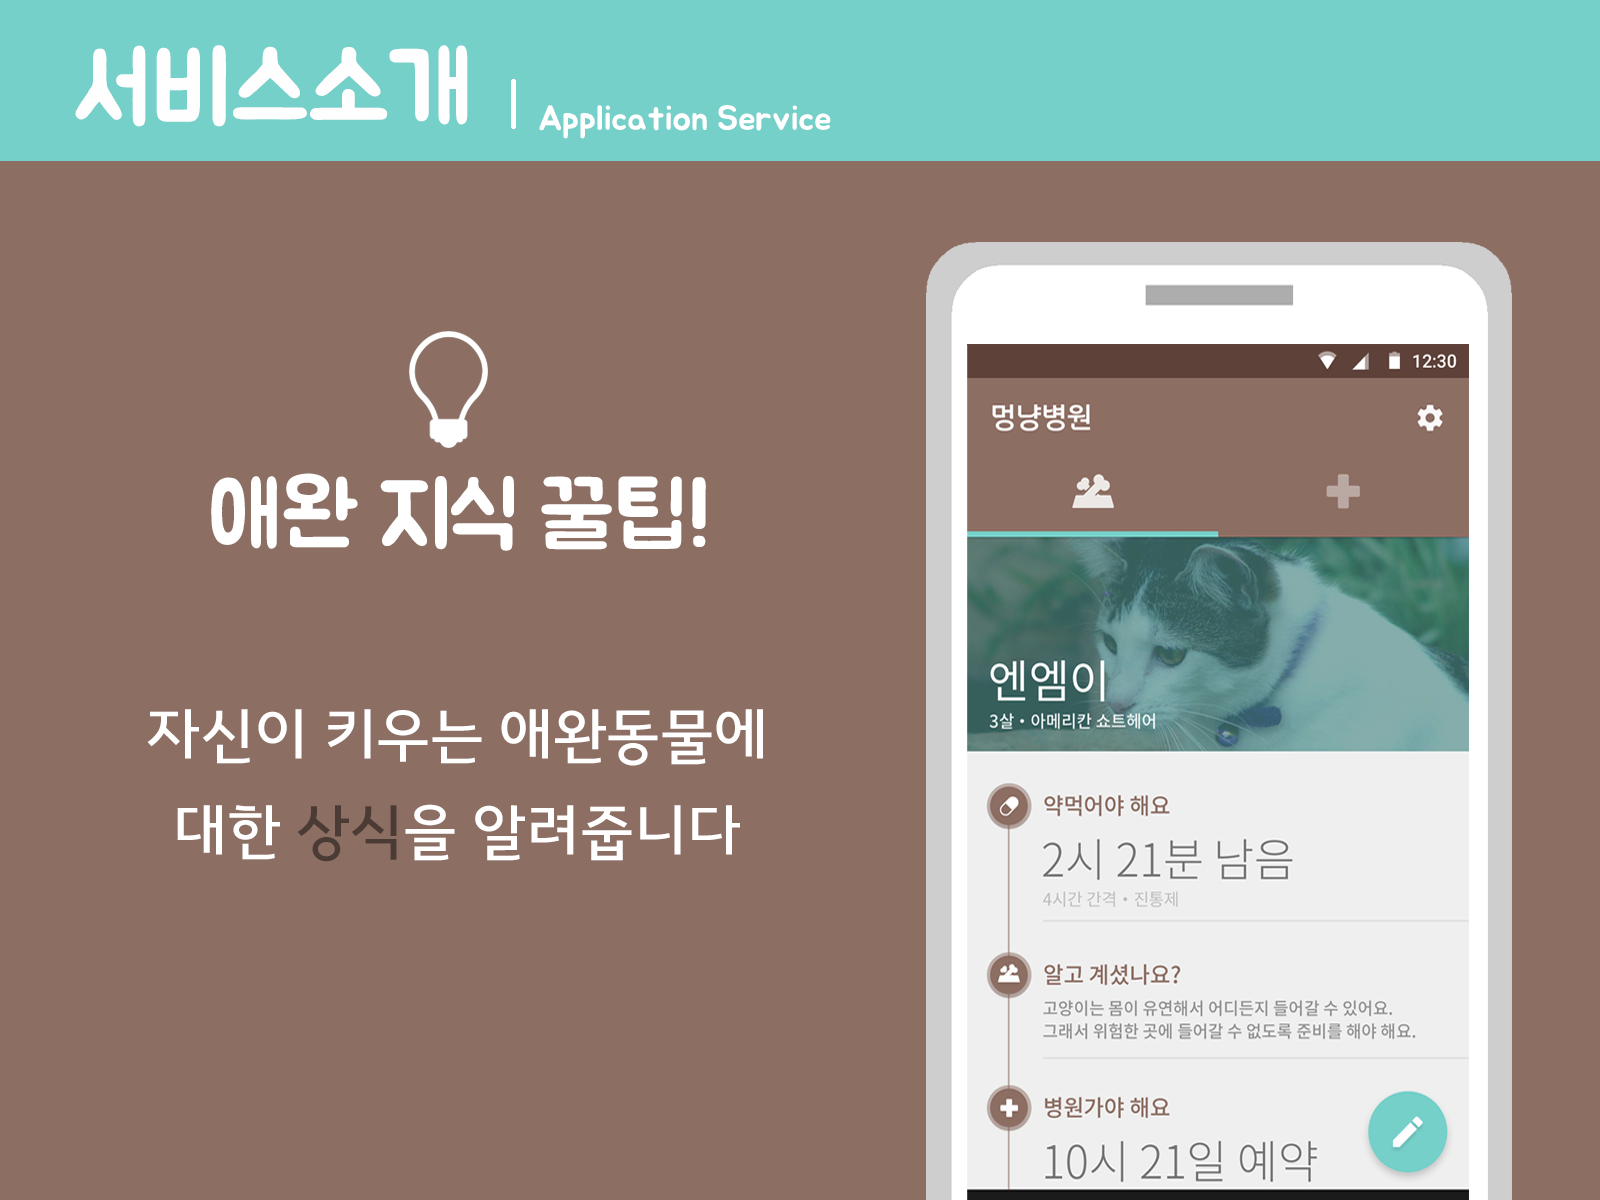 서비스소개
Application Service
애완 지식 꿀팁!
자신이 키우는 애완동물에
대한 상식을 알려줍니다
12:30
멍냥병원
엔엠이
3살 • 아메리칸 쇼트헤어
약먹어야 해요
2시 21분 남음
4시간 간격 • 진통제
알고 계셨나요?
고양이는 몸이 유연해서 어디든지 들어갈 수 있어요.
그래서 위험한 곳에 들어갈 수 없도록 준비를 해야 해요.
병원가야 해요
10시 21일 예약